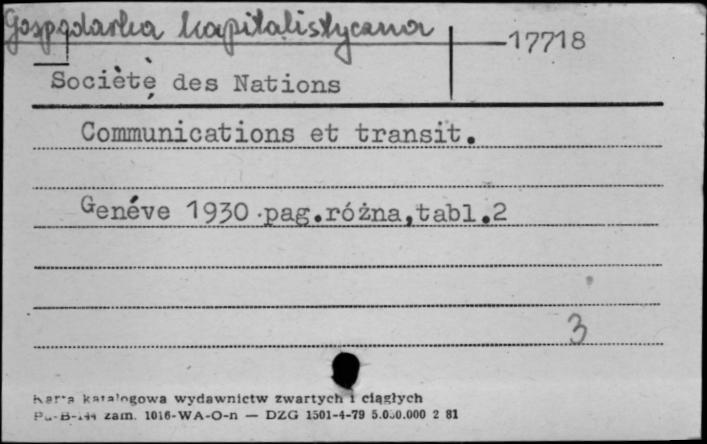 Gospodarka kapitalistyczna
17718
Sociètè des Nations
Communications et transit.
Genéve 1930 pag.różna,tabl.2
3
Karta katalogowa wydawnictw zwartych i ciągłych
zam. 1016-WA-O-n — DZG 1501-4-79 5.000.000 2 81